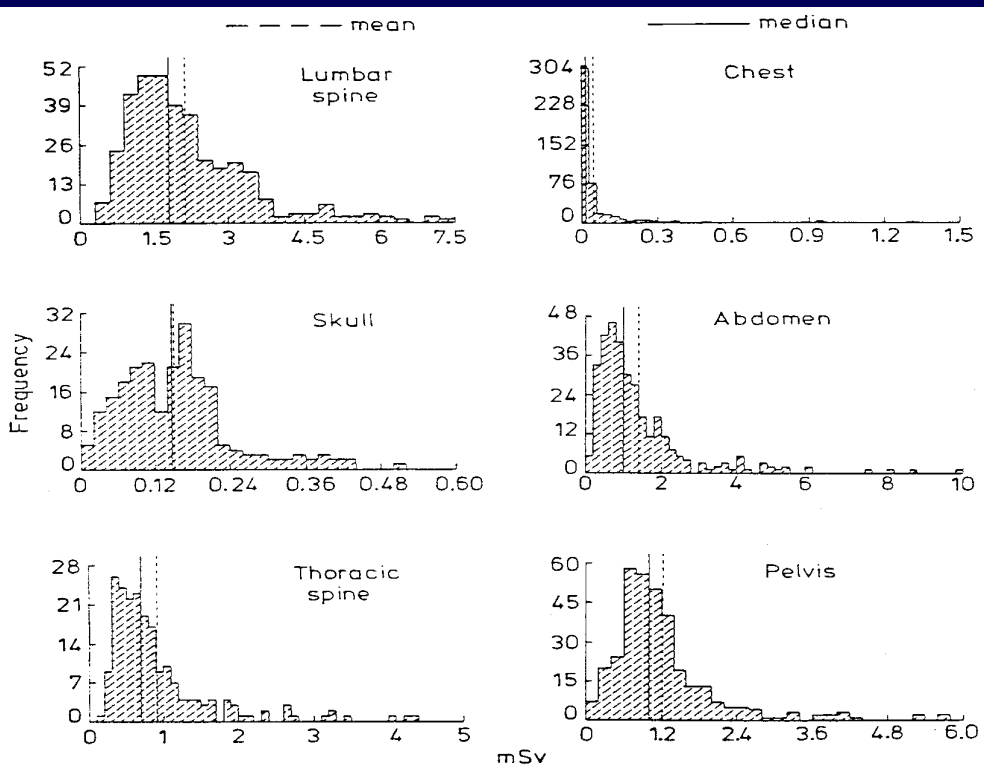 mean
median
Lumbar
spine
52
39
26
13
0
0 1.5 3 4.5 6 7.5
Chest
304
228
152
76
0
0 0.3 0.6 0.9 1.2 1.5
Frequency
Skull
32
24
16
8
0
0 0.12 0.24 0.36 0.48 0.60
Abdomen
48
36
24
12
0
0 2 4 6 8 10
Thoracic
spine
28
21
14
7
0
0 1 2 3 4 5
Pelvis
60
45
30
15
0
0 1.2 2.4 3.6 4.8 6.0
mSv